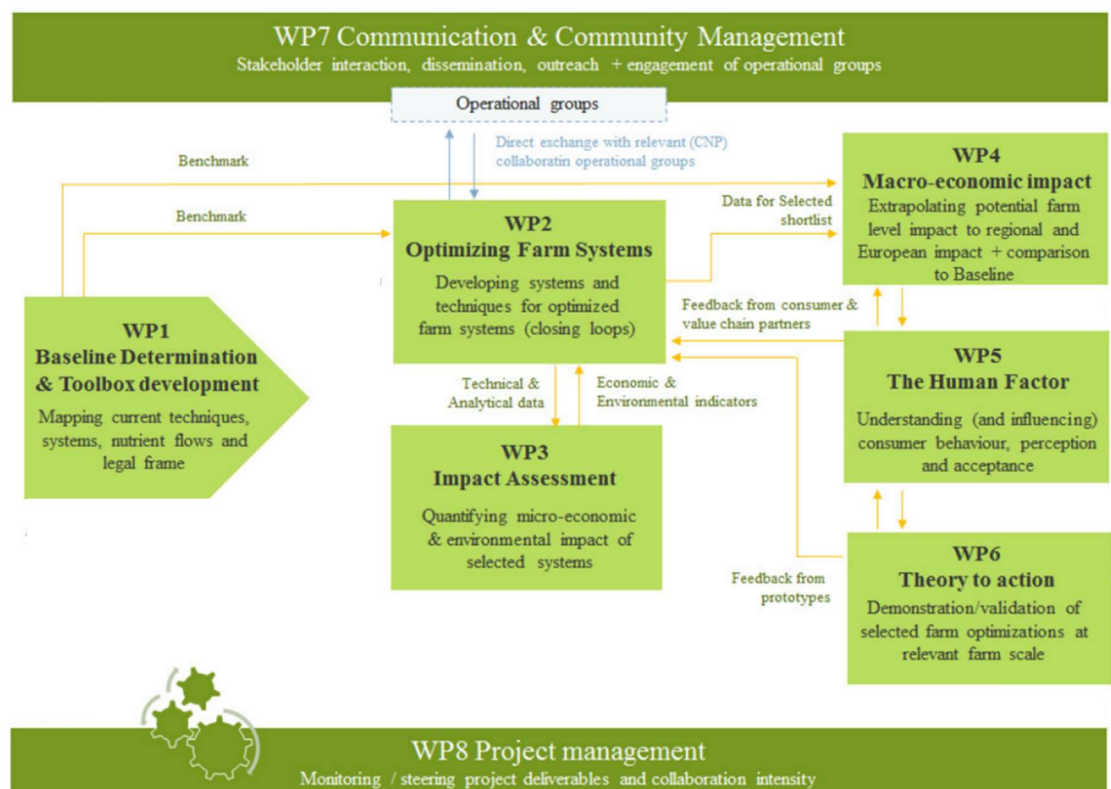 WP7 Communication & Community Management
Stakeholder interaction, dissemination, outreach + engagement of operational groups
Operational groups
Direct exchange with relevant (CNP)
collaboratin operational groups
Benchmark
Benchmark
WP4
Macro-economic impact
Extrapolating potential farm
level impact to regional and
European impact + comparison
to Baseline
Data for Selected
shortlist
WP2
Optimizing Farm Systems
Developing systems and
techniques for optimized
farm systems (closing loops)
WP1
Baseline Determination
& Toolbox development
Mapping current techniques,
systems, nutrient flows and
legal frame
Feedback from consumer &
value chain partners
WP5
The Human Factor
Understanding (and influencing)
consumer behaviour, perception
and acceptance
Technical &
Analytical data
Economic &
Environmental indicators
WP3
Impact Assessment
Quantifying micro-economic
& environmental impact of
selected systems
Feedback from
prototypes
WP6
Theory to action
Demonstration/validation of
selected farm optimizations at
relevant farm scale
WP8 Project management
Monitoring / steering project deliverables and collaboration intensity